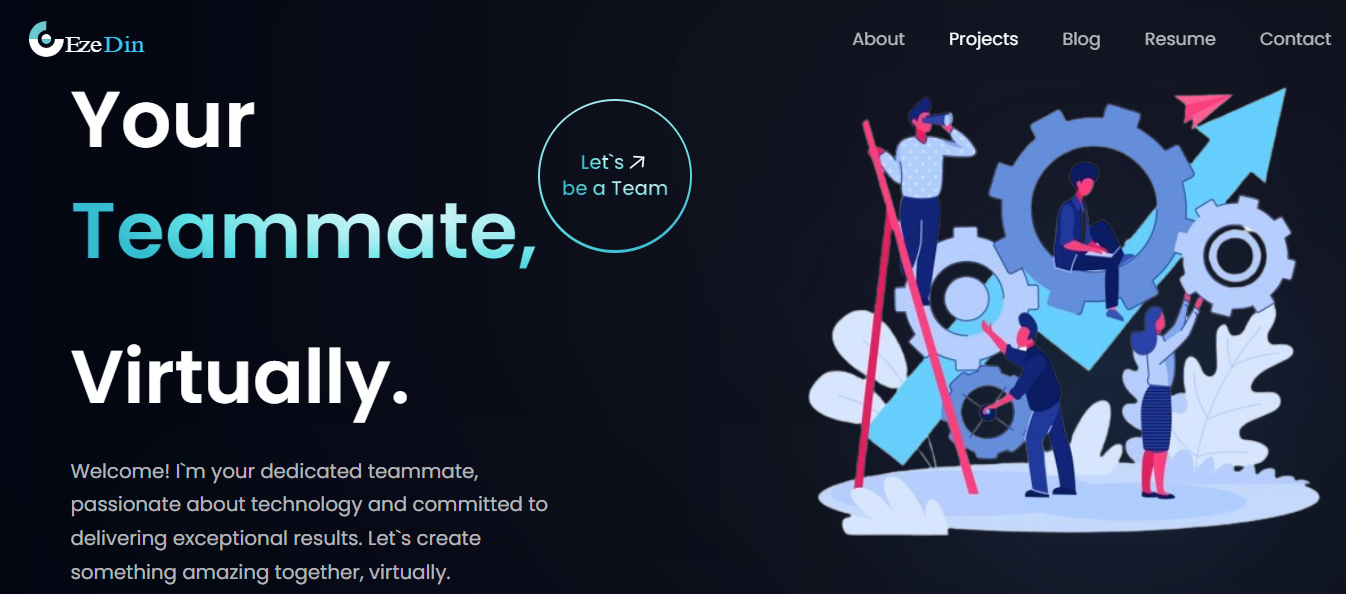 EzeDin
About Projects Blog Resume Contact
Your
Teammate,
Let`s
be a Team
Virtually.
Welcome! I`m your dedicated teammate,
passionate about technology and committed to
delivering exceptional results. Let`s create
something amazing together, virtually.